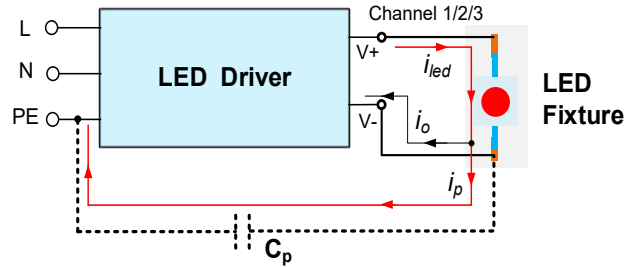 Channel 1/2/3
L
V+
N
LED Driver
i_led
LED
Fixture
PE
V-
i_o
i_p
C_p